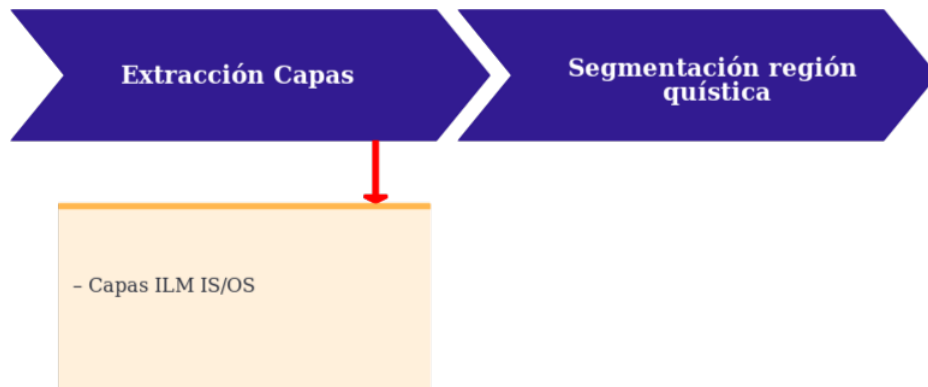 Extracción Capas
Segmentación región
quística
– Capas ILM IS/OS